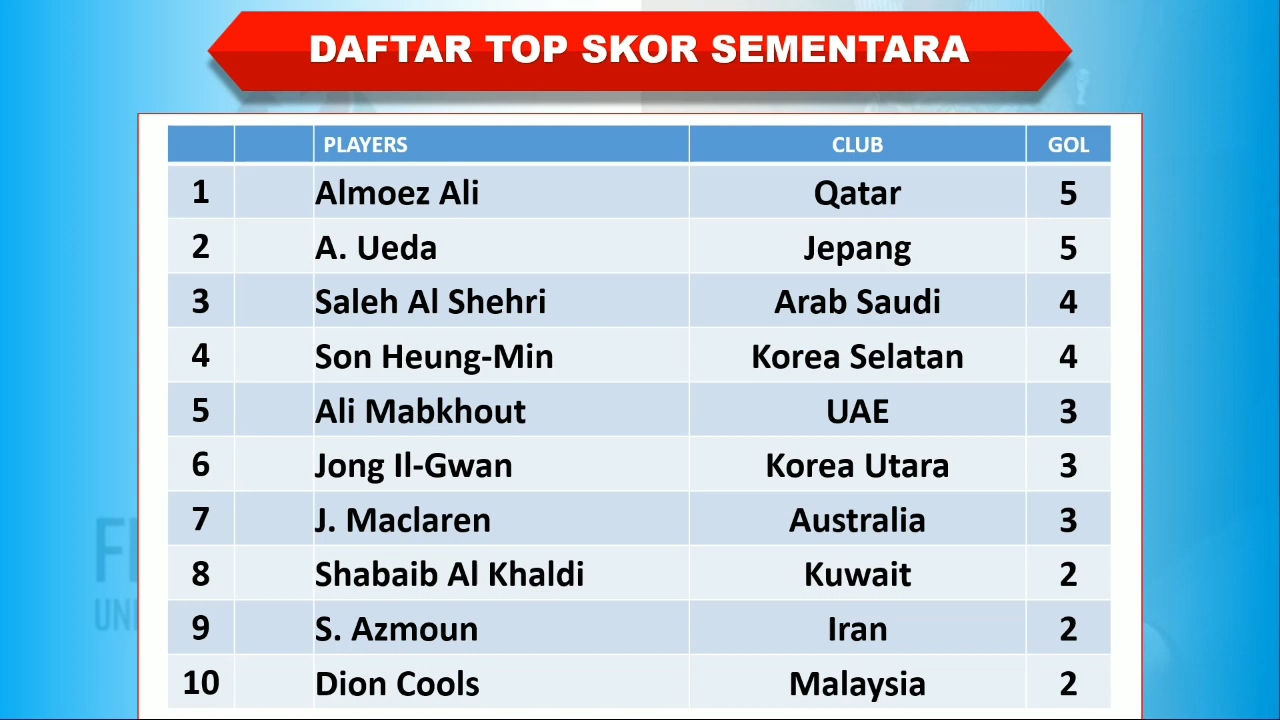 DAFTAR TOP SKOR SEMENTARA
PLAYERS CLUB GOL
1 Almoez Ali Qatar 5
2 A. Ueda Jepang 5
3 Saleh Al Shehri Arab Saudi 4
4 Son Heung-Min Korea Selatan 4
5 Ali Mabkhout UAE 3
6 Jong Il-Gwan Korea Utara 3
7 J. Maclaren Australia 3
8 Shabaib Al Khaldi Kuwait 2
9 S. Azmoun Iran 2
10 Dion Cools Malaysia 2